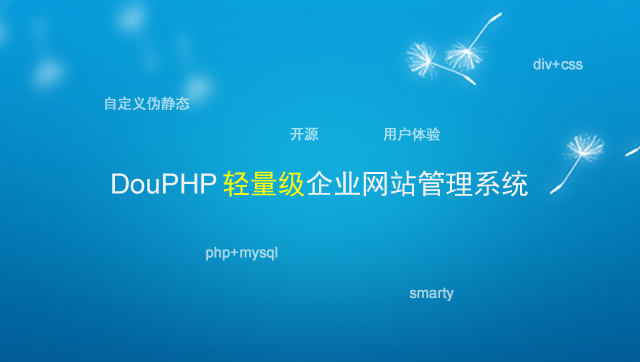 div+css
自定义伪静态
开源
用户体验
DouPHP 轻量级企业网站管理系统
php+mysql
smarty